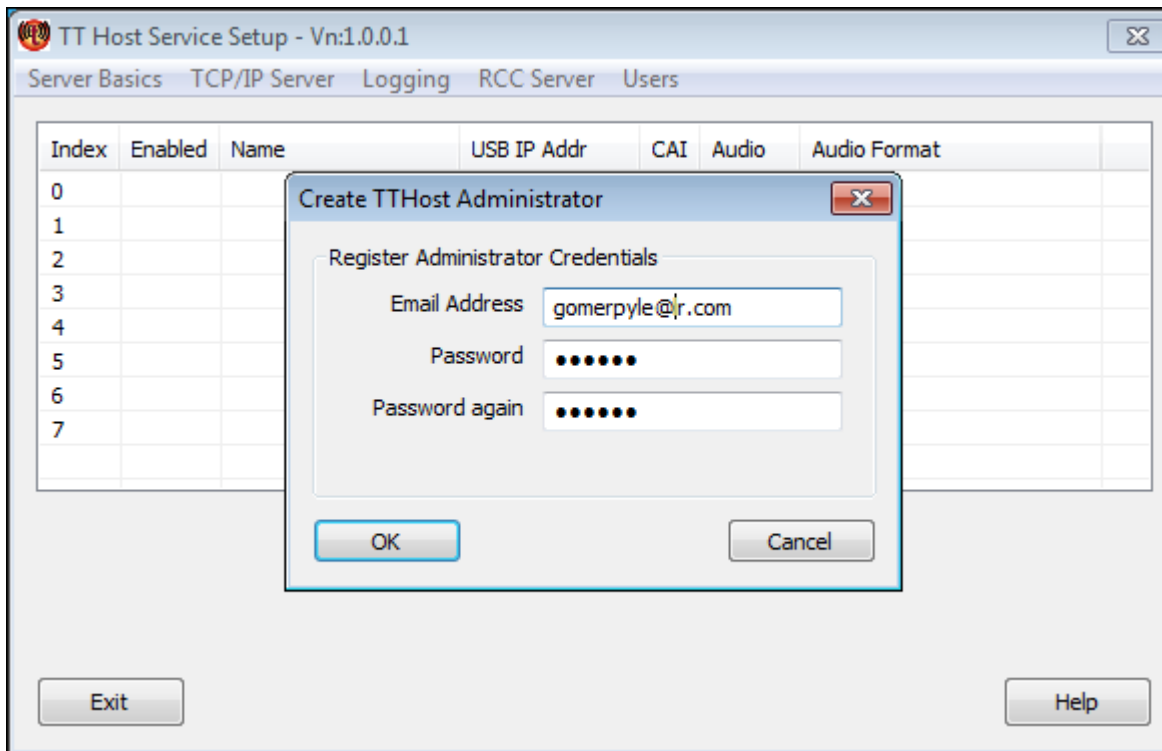 TT Host Service Setup - Vn:1.0.0.1
Server Basics TCP/IP Server Logging RCC Server Users
Index Enabled Name USB IP Addr CAI Audio Audio Format
0
1
2
3
4
5
6
7
Create TTHost Administrator
Register Administrator Credentials
Email Address gomerpyle@r.com
Password ●●●●●●
Password again ●●●●●●
OK Cancel
Exit Help